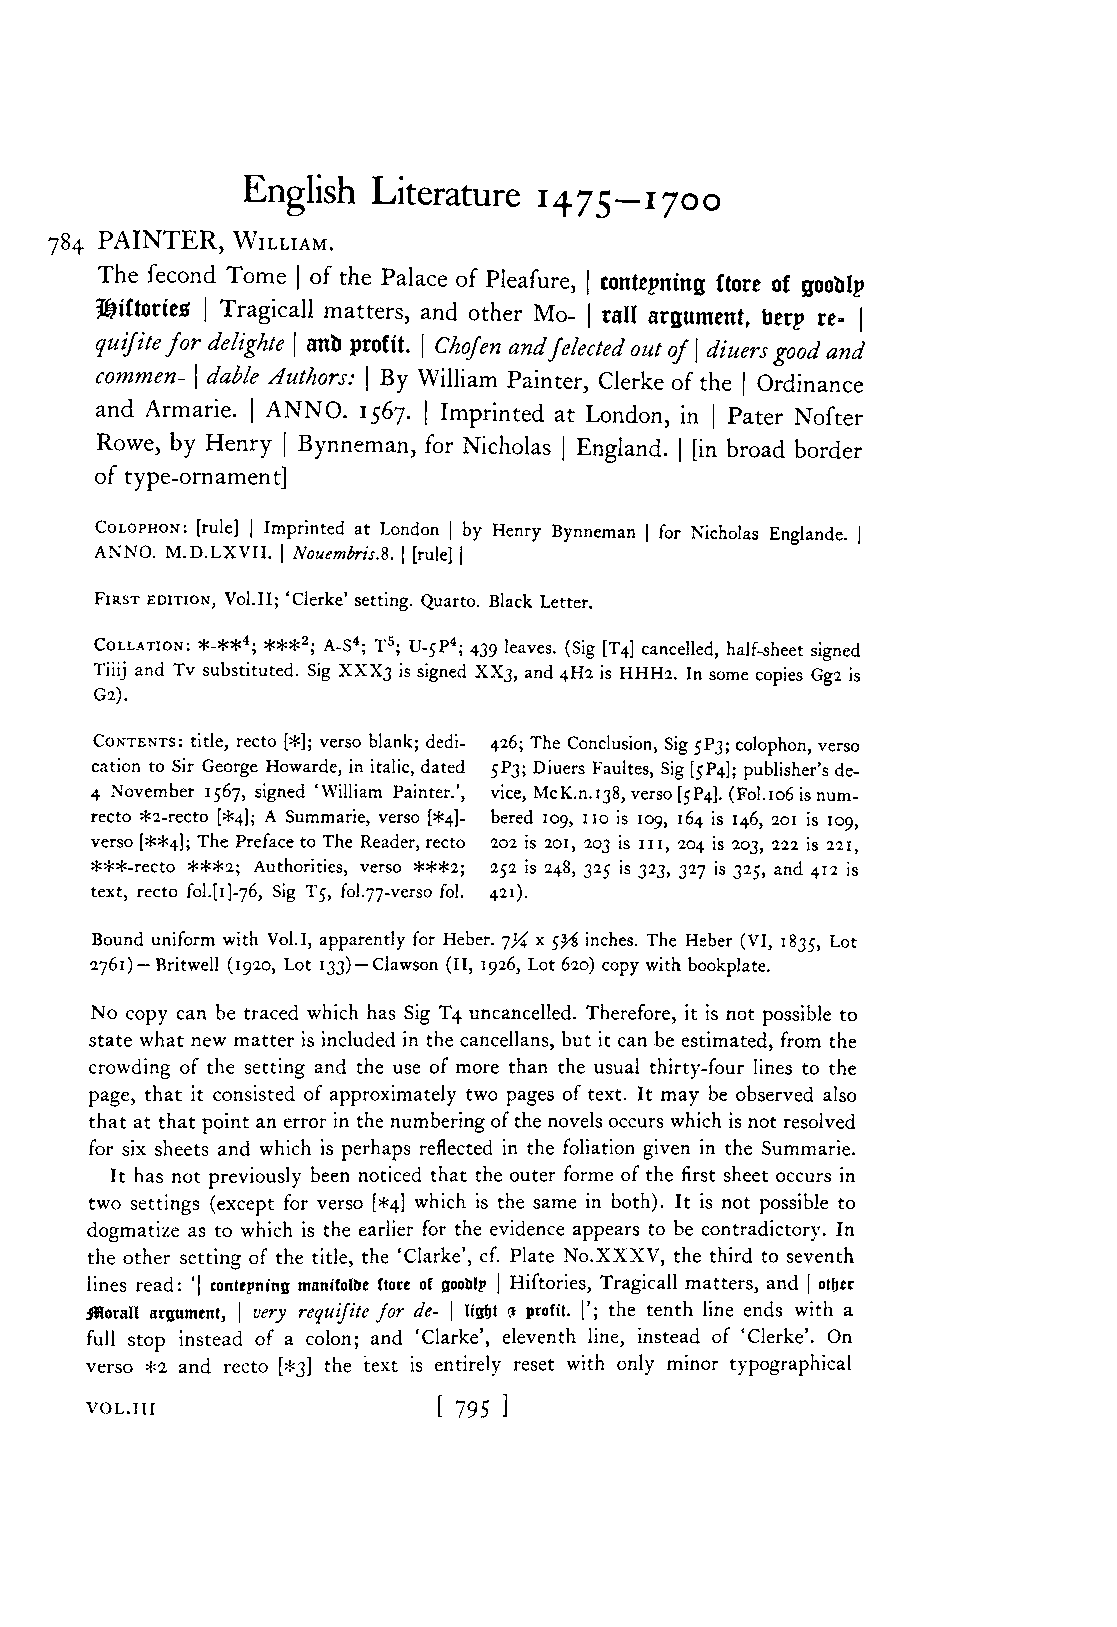 English Literature 1475–1700
784 PAINTER, WILLIAM.
The ſecond Tome | of the Palace of Pleaſure, | conteyning ſtore of goodly
Hiſtories | Tragicall matters, and other Mo- | rall argument, very re- |
quiſite for delighte | and profit. | Choſen and ſelected out of | diuers good and
commen- | dable Authors: | By William Painter, Clerke of the | Ordinance
and Armarie. | ANNO. 1567. | Imprinted at London, in | Pater Noſter
Rowe, by Henry | Bynneman, for Nicholas | England. | [in broad border
of type-ornament]
COLOPHON: [rule] | Imprinted at London | by Henry Bynneman | for Nicholas Englande. |
ANNO. M.D.LXVII. | Nouembris.8. | [rule] |
FIRST EDITION, Vol.II; ‘Clerke’ setting. Quarto. Black Letter.
COLLATION: *-**⁴; ***²; A-S⁴; T⁵; U-5P⁴; 439 leaves. (Sig [T4] cancelled, half-sheet signed
Tiiij and Tv substituted. Sig XXX3 is signed XX3, and 4H2 is HHH2. In some copies Gg2 is
G2).
CONTENTS: title, recto [*]; verso blank; dedi-
cation to Sir George Howarde, in italic, dated
4 November 1567, signed ‘William Painter.’,
recto *2-recto [*4]; A Summarie, verso [*4]-
verso [**4]; The Preface to The Reader, recto
***-recto ***2; Authorities, verso ***2;
text, recto fol.[1]-76, Sig T5, fol.77-verso fol.
426; The Conclusion, Sig 5P3; colophon, verso
5P3; Diuers Faultes, Sig [5P4]; publisher's de-
vice, McK.n.138, verso [5P4]. (Fol.106 is num-
bered 109, 110 is 109, 164 is 146, 201 is 109,
202 is 201, 203 is 111, 204 is 203, 222 is 221,
252 is 248, 325 is 323, 327 is 325, and 412 is
421).
Bound uniform with Vol.I, apparently for Heber. 7¼ x 5⅜ inches. The Heber (VI, 1835, Lot
2761)—Britwell (1920, Lot 133)—Clawson (II, 1926, Lot 620) copy with bookplate.
No copy can be traced which has Sig T4 uncancelled. Therefore, it is not possible to
state what new matter is included in the cancellans, but it can be estimated, from the
crowding of the setting and the use of more than the usual thirty-four lines to the
page, that it consisted of approximately two pages of text. It may be observed also
that at that point an error in the numbering of the novels occurs which is not resolved
for six sheets and which is perhaps reflected in the foliation given in the Summarie.
It has not previously been noticed that the outer forme of the first sheet occurs in
two settings (except for verso [*4] which is the same in both). It is not possible to
dogmatize as to which is the earlier for the evidence appears to be contradictory. In
the other setting of the title, the ‘Clarke’, cf. Plate No.XXXV, the third to seventh
lines read: ‘| conteyning manifolde ſtore of goodly | Hiſtories, Tragicall matters, and | other
Morall argument, | very requiſite for de- | light & profit. |’; the tenth line ends with a
full stop instead of a colon; and ‘Clarke’, eleventh line, instead of ‘Clerke’. On
verso *2 and recto [*3] the text is entirely reset with only minor typographical
VOL.III [ 795 ]